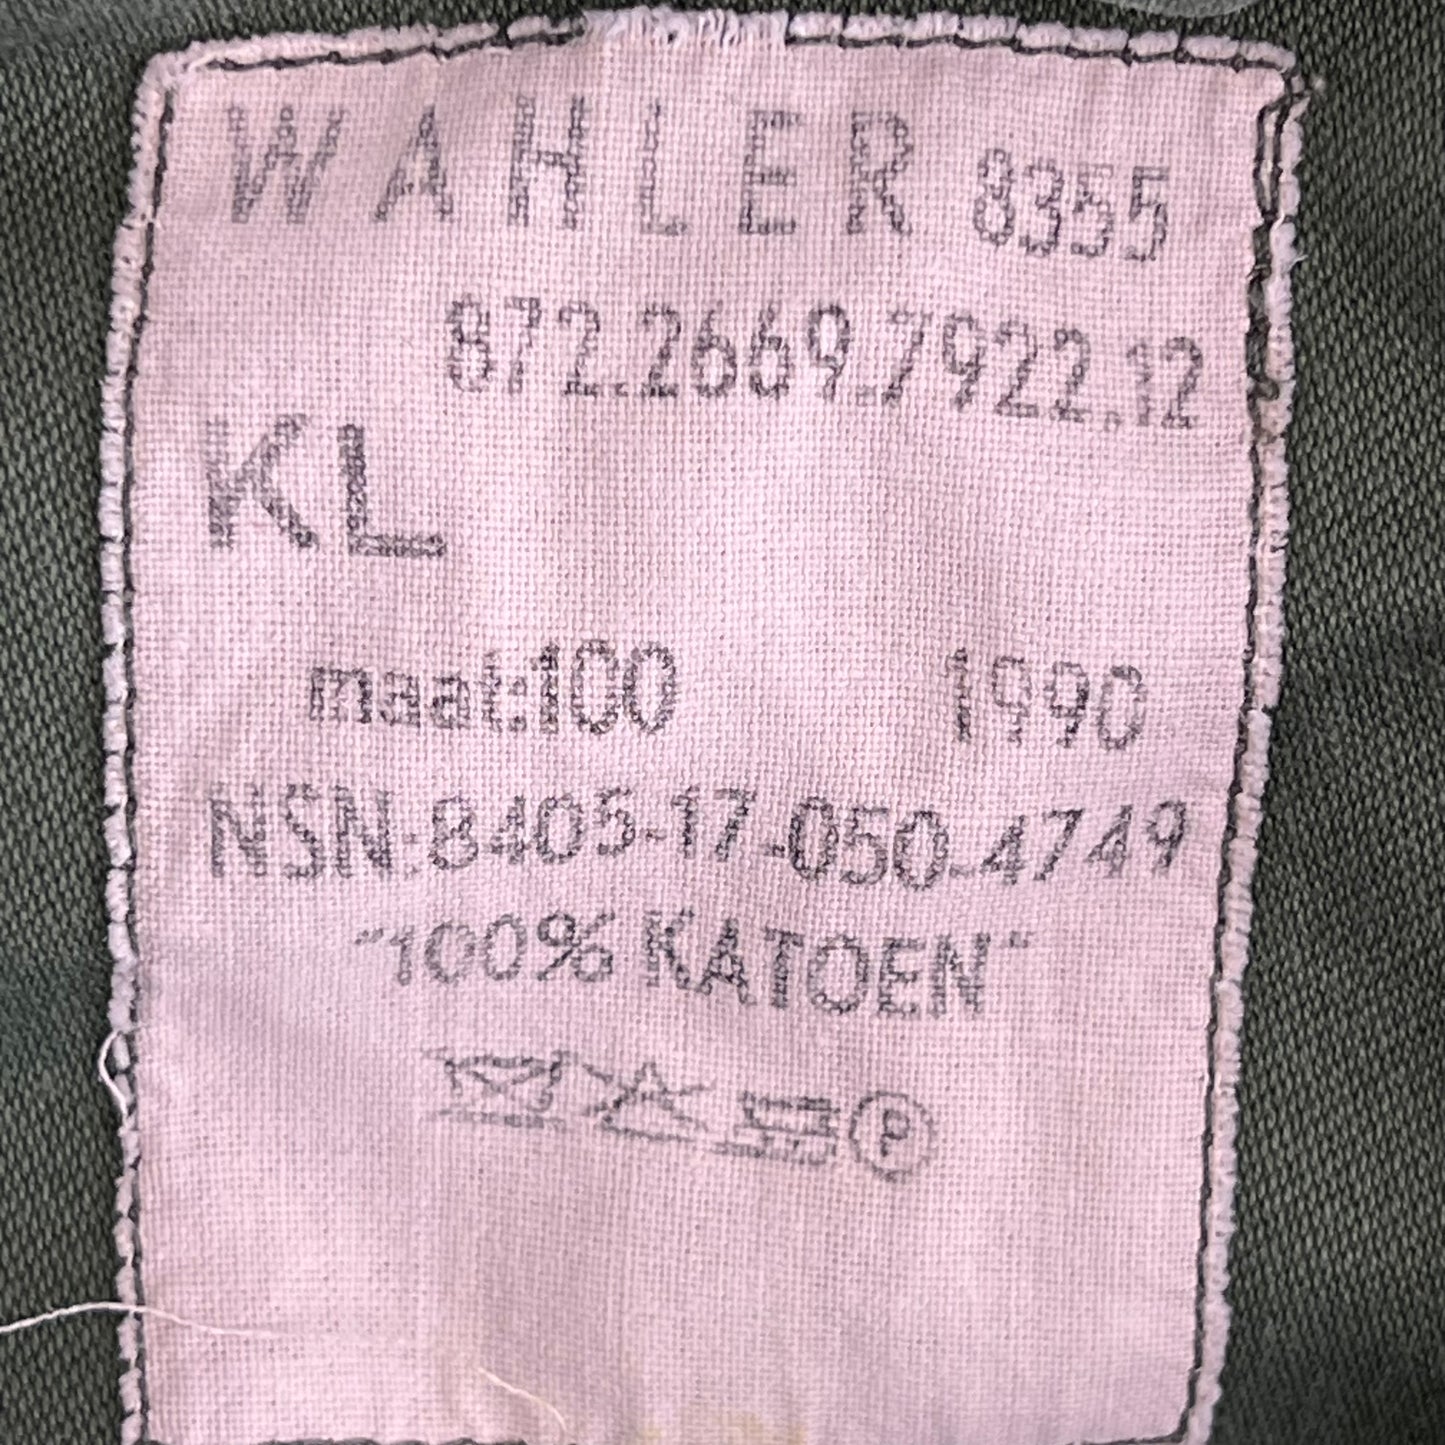 WAHLER 8355
872.2669.7922.12
KL
maat:100 1990
NSN:8405-17-050-4749
"100% KATOEN"
P